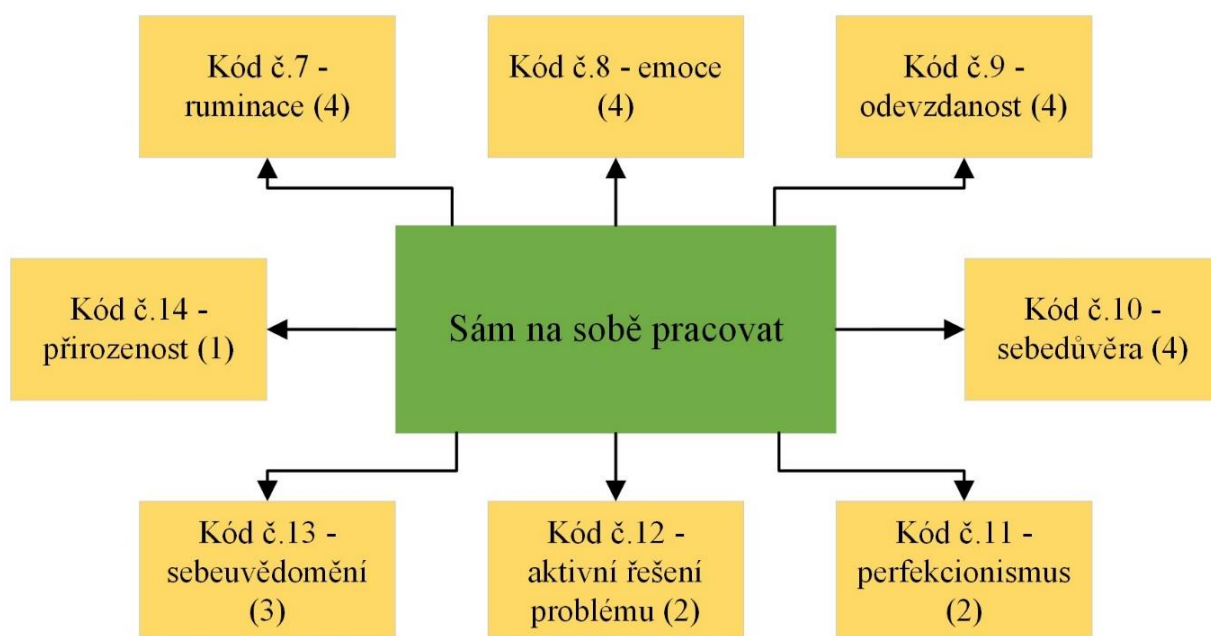 Kód č.7 -
ruminace (4)
Kód č.8 - emoce
(4)
Kód č.9 -
odevzdanost (4)
Kód č.14 -
přirozenost (1)
Sám na sobě pracovat
Kód č.10 -
sebedůvěra (4)
Kód č.13 -
sebeuvědomění
(3)
Kód č.12 -
aktivní řešení
problému (2)
Kód č.11 -
perfekcionismus
(2)